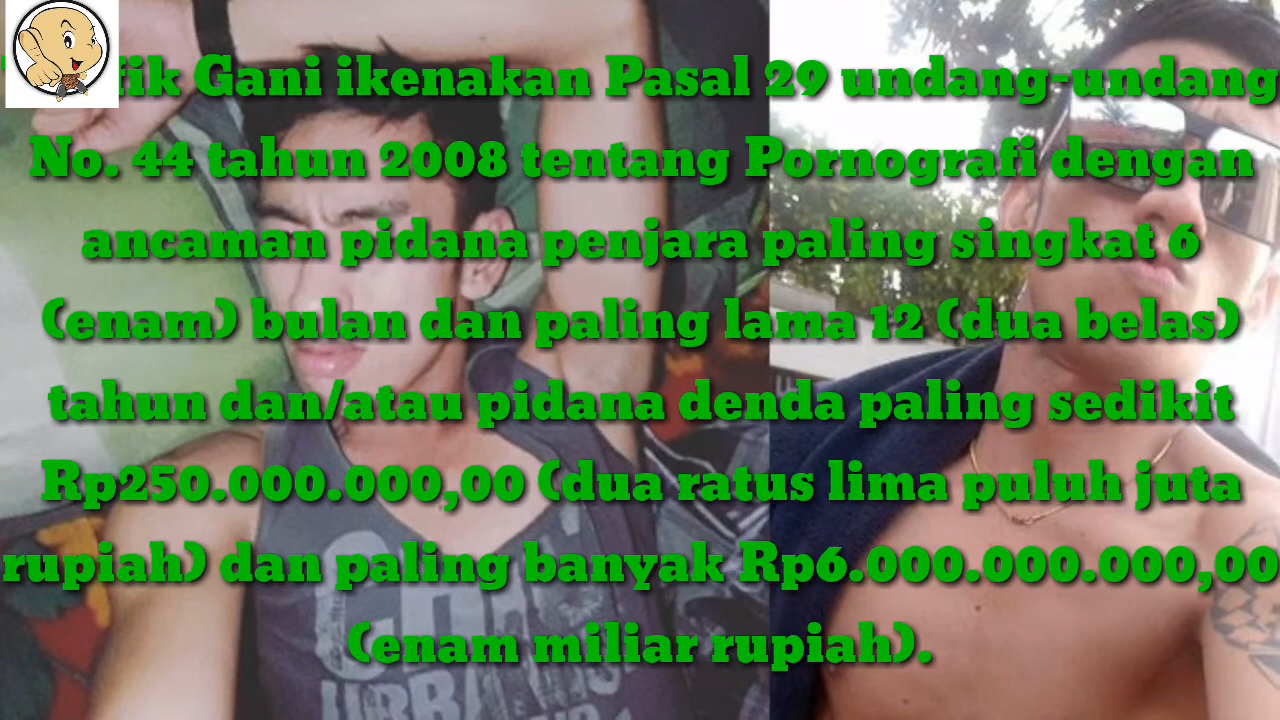 Gani ikenakan Pasal 29 undang-undang
No. 44 tahun 2008 tentang Pornografi dengan
ancaman pidana penjara paling singkat 6
(enam) bulan dan paling lama 12 (dua belas)
tahun dan/atau pidana denda paling sedikit
Rp250.000.000,00 (dua ratus lima puluh juta
rupiah) dan paling banyak Rp6.000.000.000,00
(enam miliar rupiah).